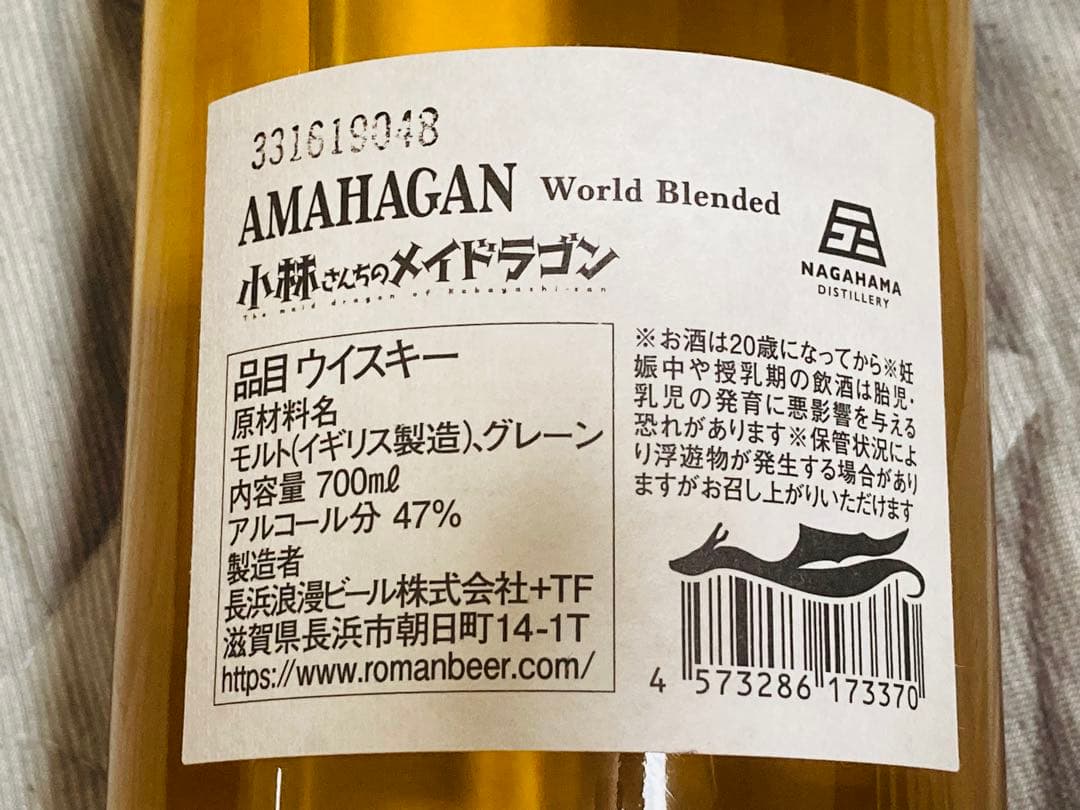 331619048
AMAHAGAN World Blended
小林さんちのメイドラゴン
The maid dragon of Kobayashi-san
NAGAHAMA
DISTILLERY
品目 ウイスキー
原材料名
モルト(イギリス製造)、グレーン
内容量 700mℓ
アルコール分 47%
製造者
長浜浪漫ビール株式会社+TF
滋賀県長浜市朝日町14-1T
https://www.romanbeer.com/
※お酒は20歳になってから※妊
娠中や授乳期の飲酒は胎児・
乳児の発育に悪影響を与える
恐れがあります※保管状況によ
り浮遊物が発生する場合があり
ますがお召し上がりいただけます
4 573286 173370